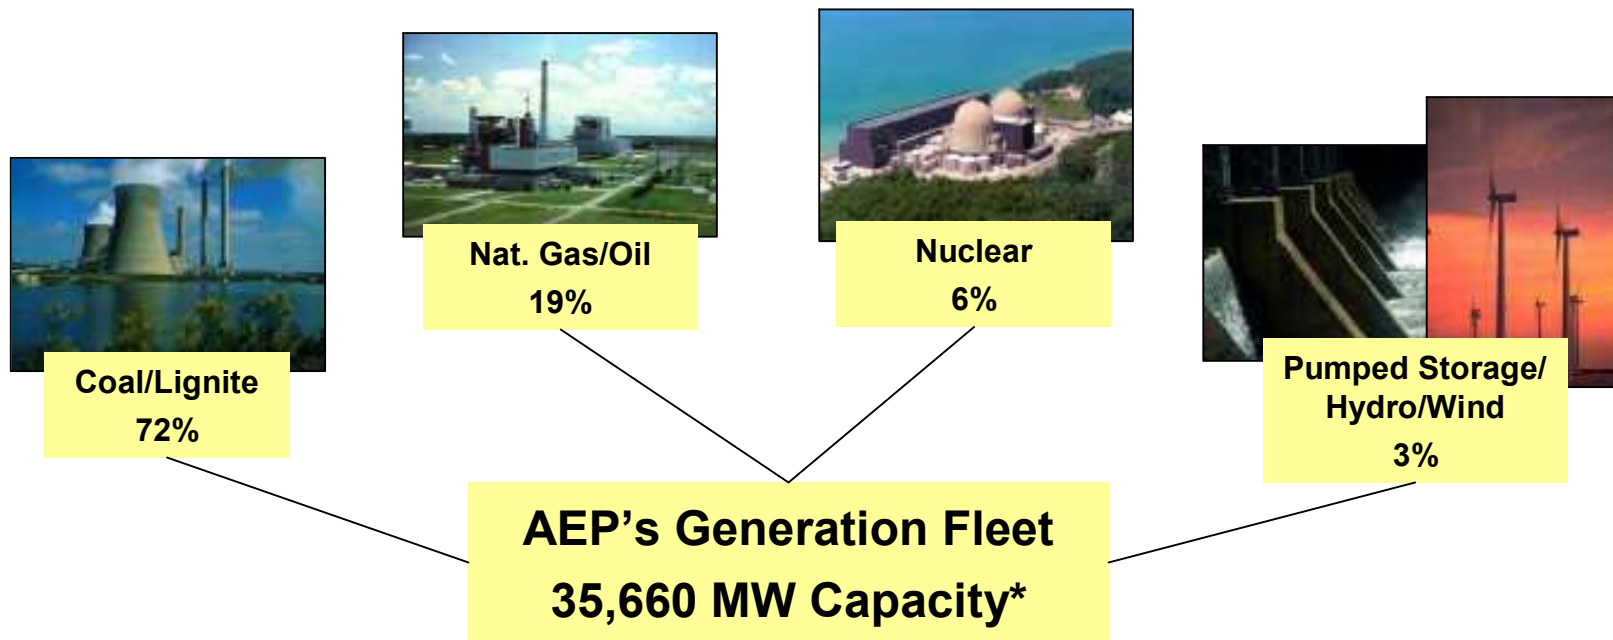 Nat. Gas/Oil
19%
Nuclear
6%
Coal/Lignite
72%
Pumped Storage/
Hydro/Wind
3%
AEP's Generation Fleet
35,660 MW Capacity*